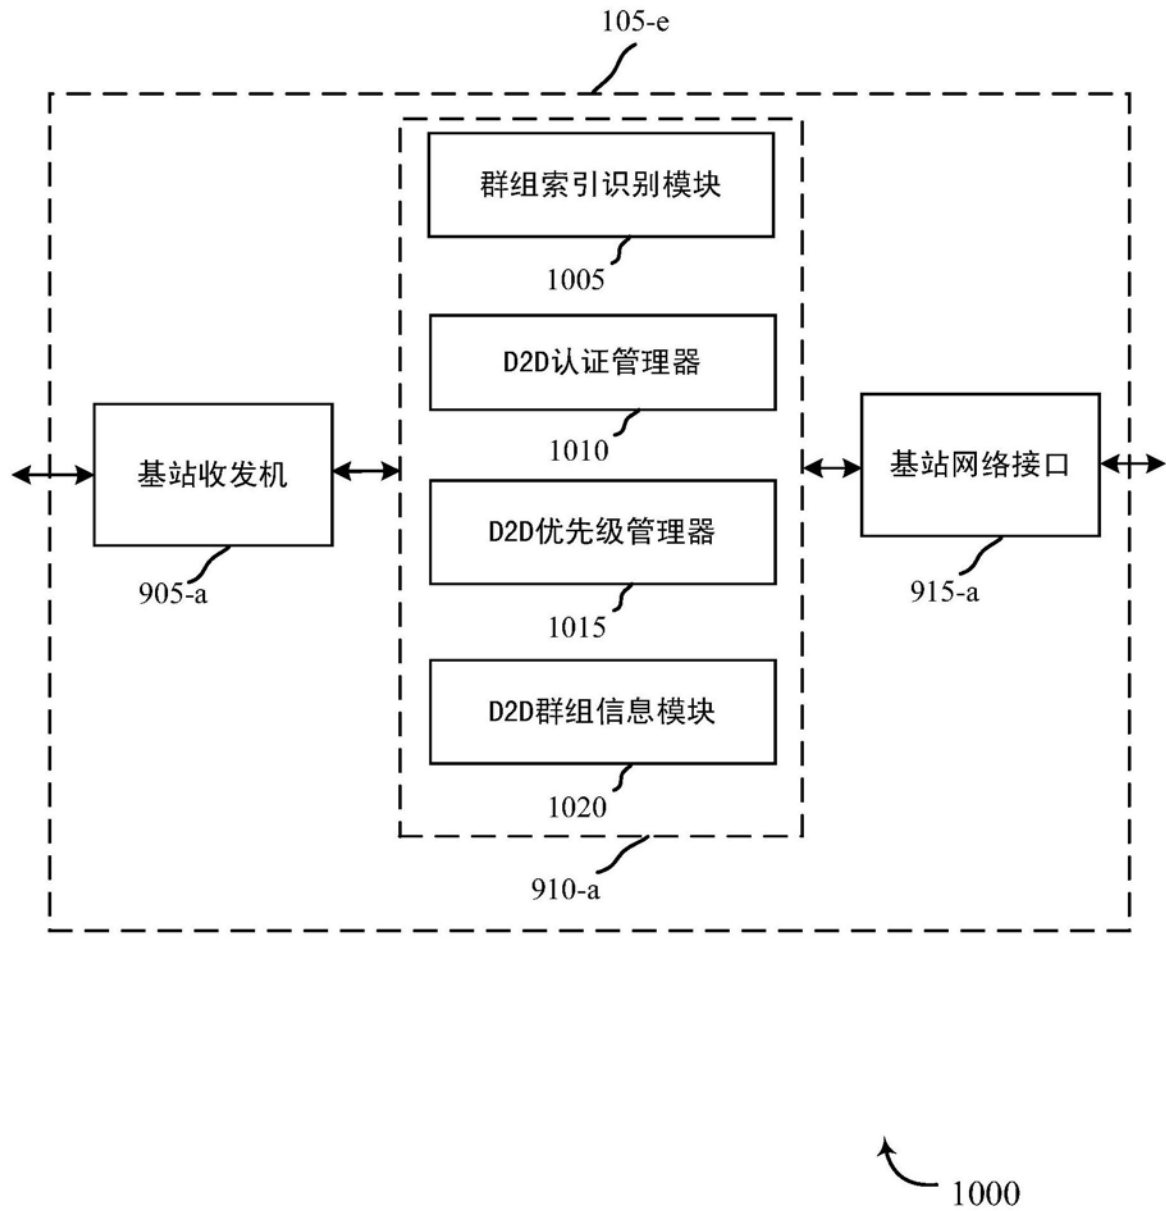 105-e
群组索引识别模块
1005
D2D认证管理器
1010
基站收发机
905-a
D2D优先级管理器
1015
基站网络接口
915-a
D2D群组信息模块
1020
910-a
1000